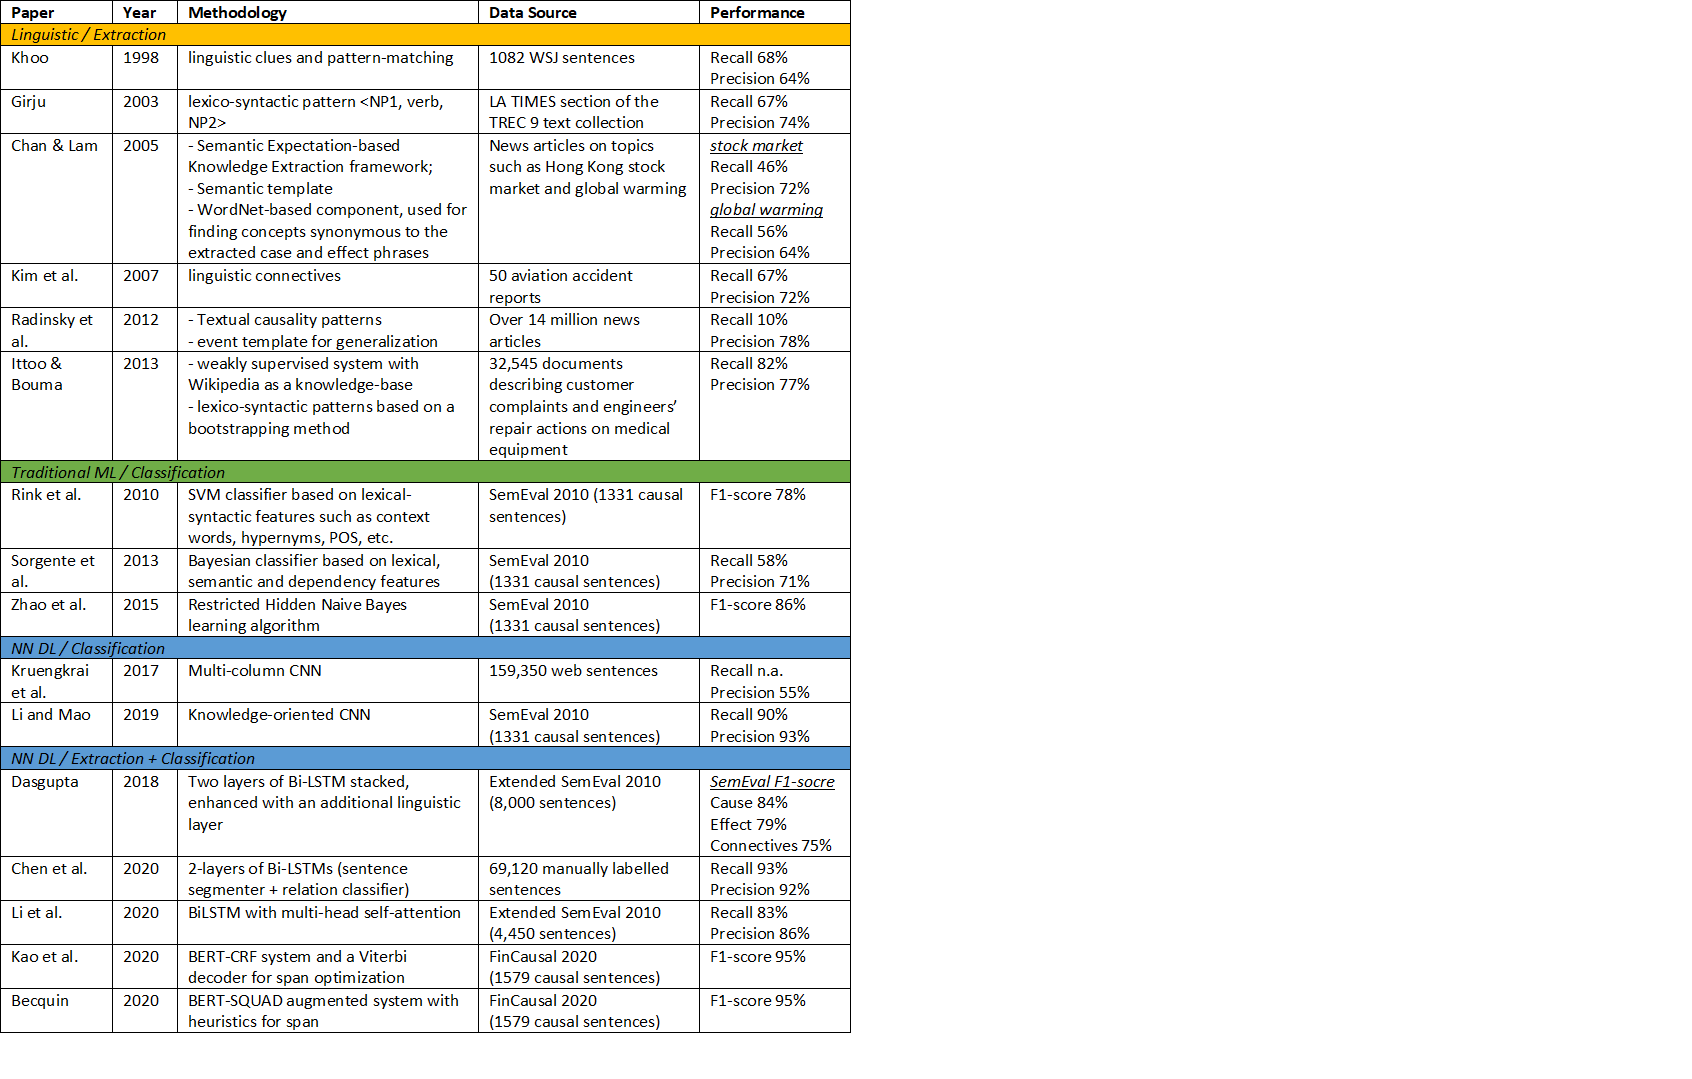 Paper Year Methodology Data Source Performance
Linguistic / Extraction
Khoo 1998 linguistic clues and pattern-matching 1082 WSJ sentences Recall 68%
Precision 64%
Girju 2003 lexico-syntactic pattern <NP1, verb, LA TIMES section of the Recall 67%
NP2> TREC 9 text collection Precision 74%
Chan & Lam 2005 - Semantic Expectation-based News articles on topics stock market
Knowledge Extraction framework; such as Hong Kong stock Recall 46%
- Semantic template market and global warming Precision 72%
- WordNet-based component, used for global warming
finding concepts synonymous to the Recall 56%
extracted case and effect phrases Precision 64%
Kim et al. 2007 linguistic connectives 50 aviation accident Recall 67%
reports Precision 72%
Radinsky et 2012 - Textual causality patterns Over 14 million news Recall 10%
al. - event template for generalization articles Precision 78%
Ittoo & 2013 - weakly supervised system with 32,545 documents Recall 82%
Bouma Wikipedia as a knowledge-base describing customer Precision 77%
- lexico-syntactic patterns based on a complaints and engineers’
bootstrapping method repair actions on medical
equipment
Traditional ML / Classification
Rink et al. 2010 SVM classifier based on lexical- SemEval 2010 (1331 causal F1-score 78%
syntactic features such as context sentences)
words, hypernyms, POS, etc.
Sorgente et 2013 Bayesian classifier based on lexical, SemEval 2010 Recall 58%
al. semantic and dependency features (1331 causal sentences) Precision 71%
Zhao et al. 2015 Restricted Hidden Naive Bayes SemEval 2010 F1-score 86%
learning algorithm (1331 causal sentences)
NN DL / Classification
Kruengkrai 2017 Multi-column CNN 159,350 web sentences Recall n.a.
et al. Precision 55%
Li and Mao 2019 Knowledge-oriented CNN SemEval 2010 Recall 90%
(1331 causal sentences) Precision 93%
NN DL / Extraction + Classification
Dasgupta 2018 Two layers of Bi-LSTM stacked, Extended SemEval 2010 SemEval F1-socre
enhanced with an additional linguistic (8,000 sentences) Cause 84%
layer Effect 79%
Connectives 75%
Chen et al. 2020 2-layers of Bi-LSTMs (sentence 69,120 manually labelled Recall 93%
segmenter + relation classifier) sentences Precision 92%
Li et al. 2020 BiLSTM with multi-head self-attention Extended SemEval 2010 Recall 83%
(4,450 sentences) Precision 86%
Kao et al. 2020 BERT-CRF system and a Viterbi FinCausal 2020 F1-score 95%
decoder for span optimization (1579 causal sentences)
Becquin 2020 BERT-SQUAD augmented system with FinCausal 2020 F1-score 95%
heuristics for span (1579 causal sentences)